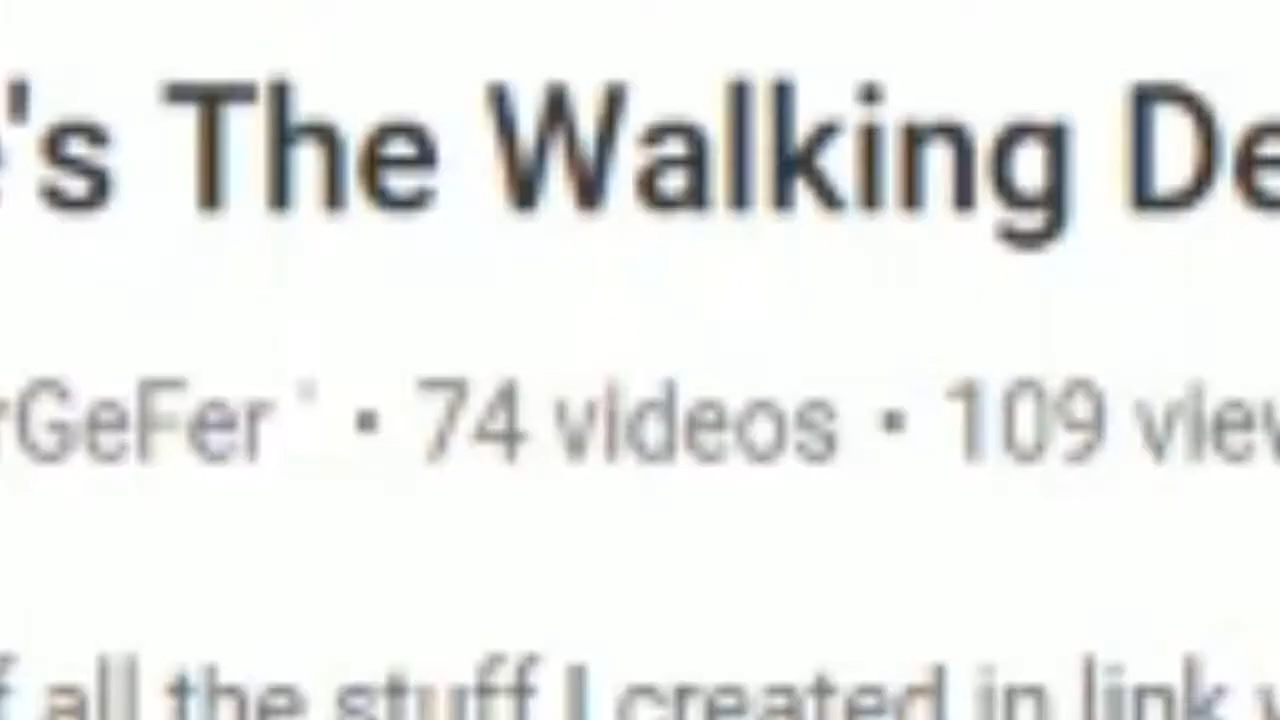 's The Walking De
rGeFer • 74 videos • 109 view
f all the stuff I created in link